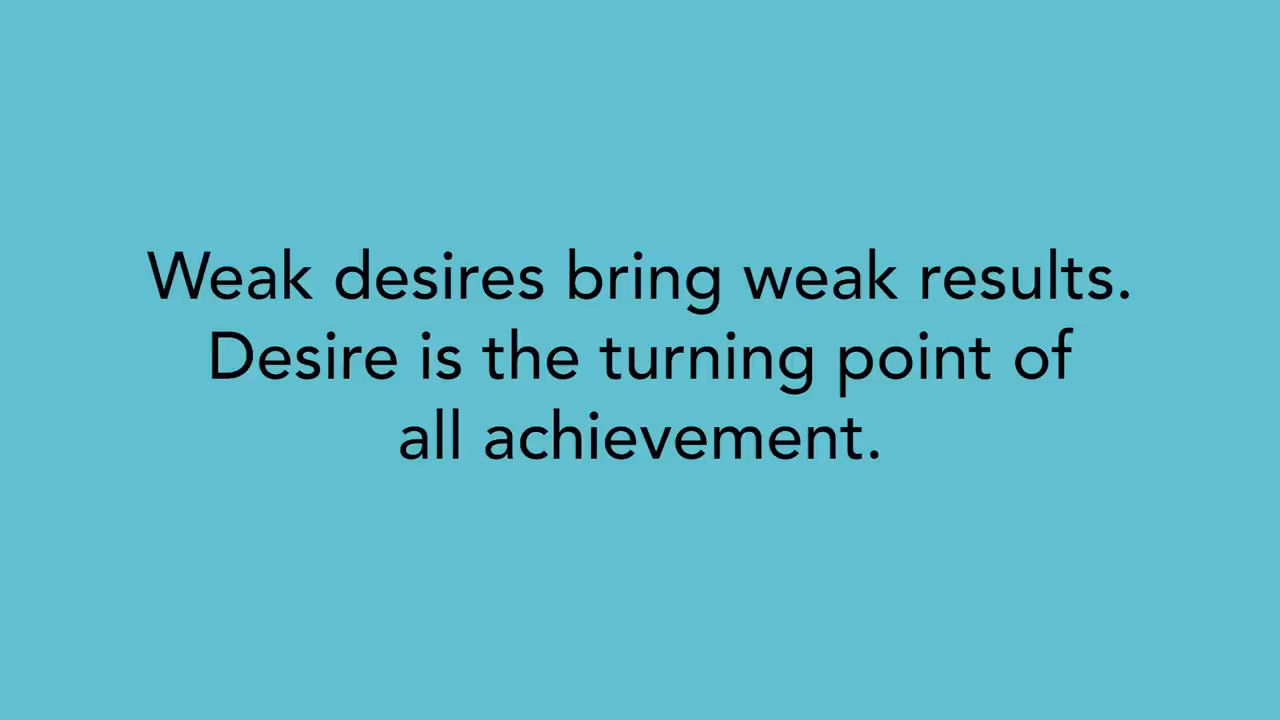 Weak desires bring weak results.
Desire is the turning point of
all achievement.